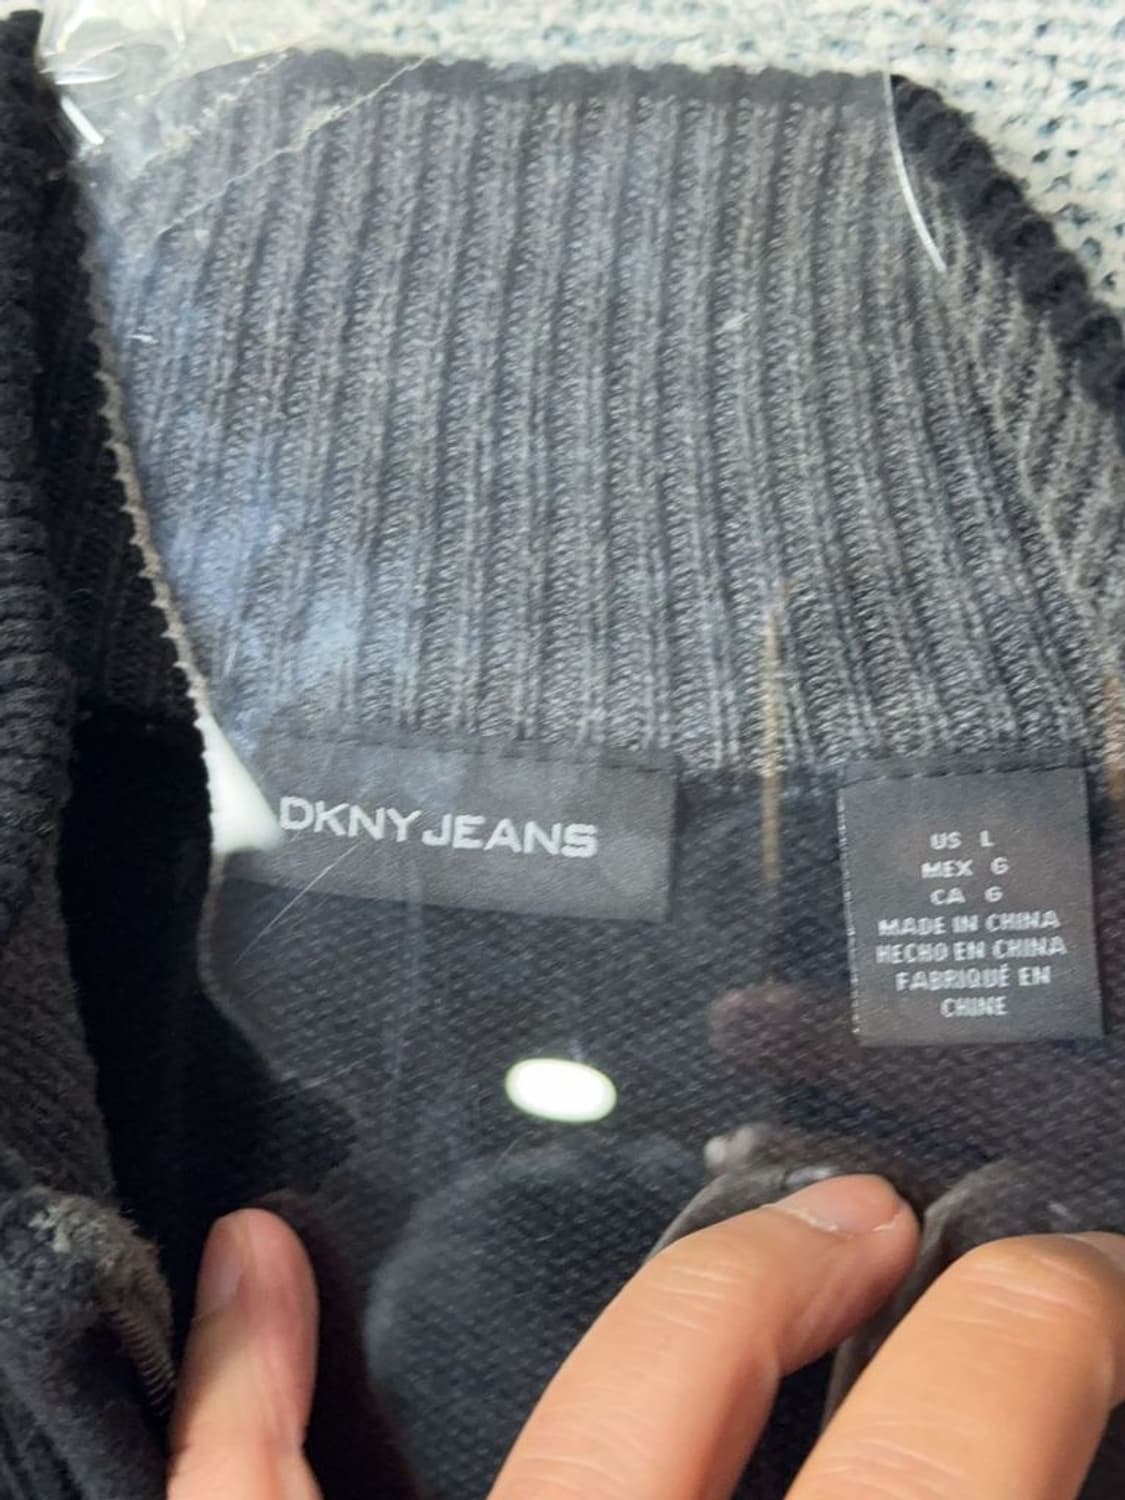 DKNY JEANS
US L
MEX G
CA G
MADE IN CHINA
HECHO EN CHINA
FABRIQUÉ EN
CHINE